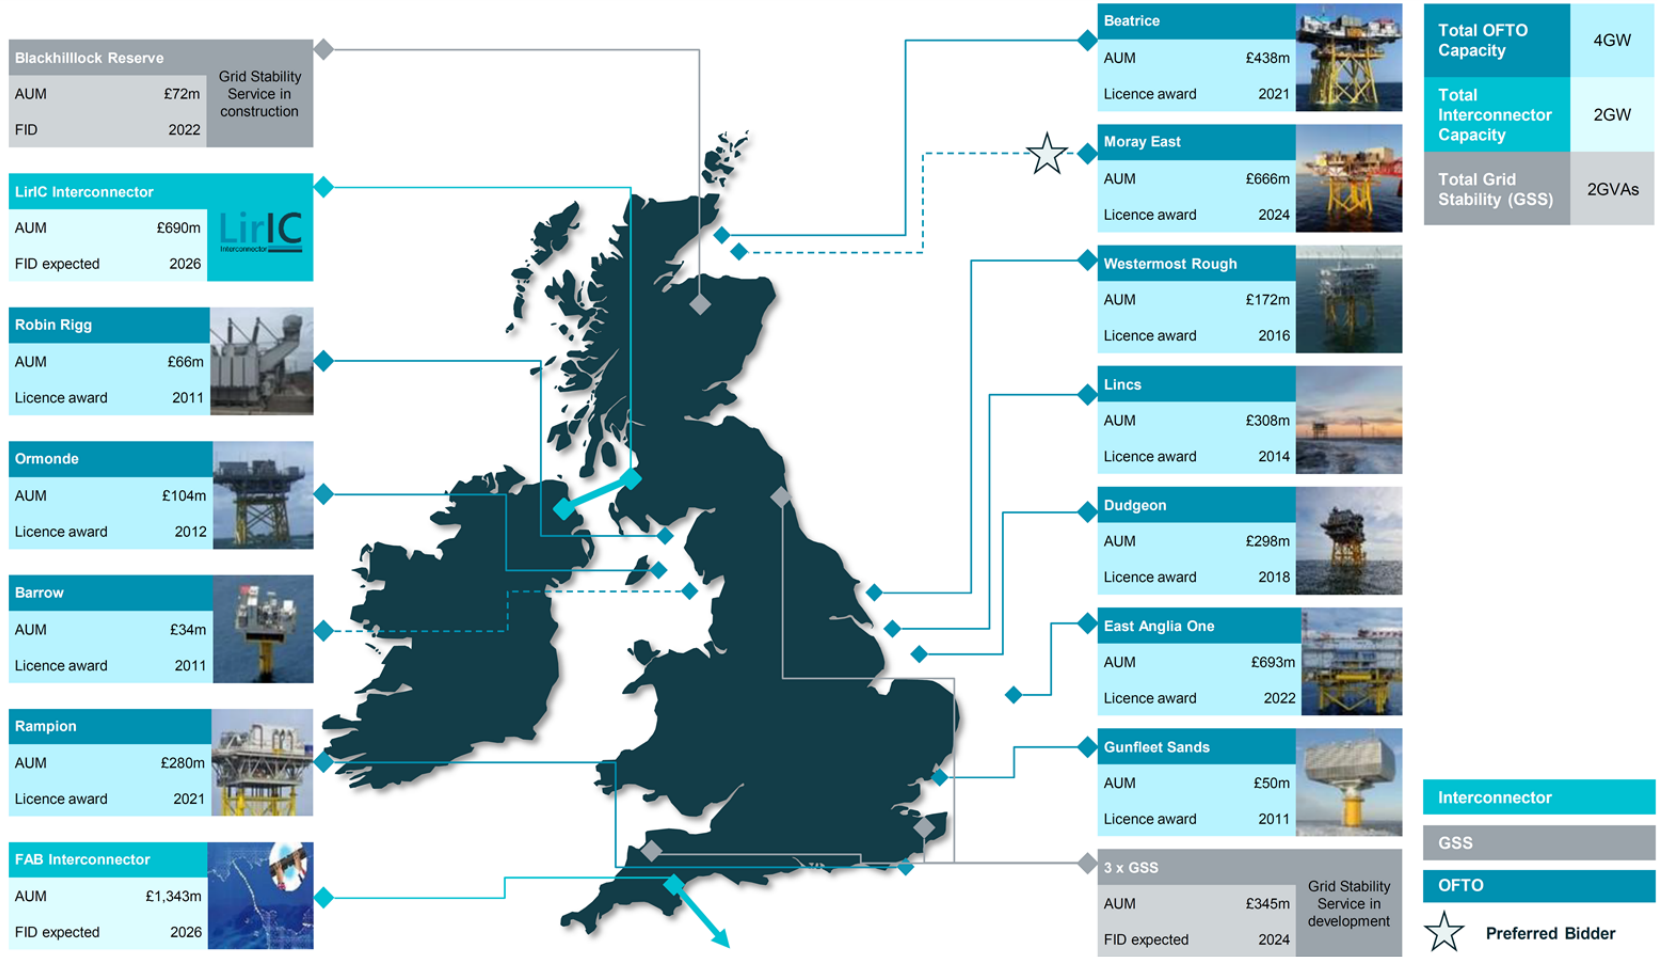 Blackhilllock Reserve
AUM £72m
FID 2022
Grid Stability
Service in
construction
LirIC Interconnector
AUM £690m
FID expected 2026
LirIC
Interconnector
Robin Rigg
AUM £66m
Licence award 2011
Ormonde
AUM £104m
Licence award 2012
Barrow
AUM £34m
Licence award 2011
Rampion
AUM £280m
Licence award 2021
FAB Interconnector
AUM £1,343m
FID expected 2026
Beatrice
AUM £438m
Licence award 2021
Moray East
AUM £666m
Licence award 2024
Westermost Rough
AUM £172m
Licence award 2016
Lincs
AUM £308m
Licence award 2014
Dudgeon
AUM £298m
Licence award 2018
East Anglia One
AUM £693m
Licence award 2022
Gunfleet Sands
AUM £50m
Licence award 2011
3 x GSS
AUM £345m
FID expected 2024
Grid Stability
Service in
development
Total OFTO
Capacity
4GW
Total
Interconnector
Capacity
2GW
Total Grid
Stability (GSS)
2GVAs
Interconnector
GSS
OFTO
Preferred Bidder